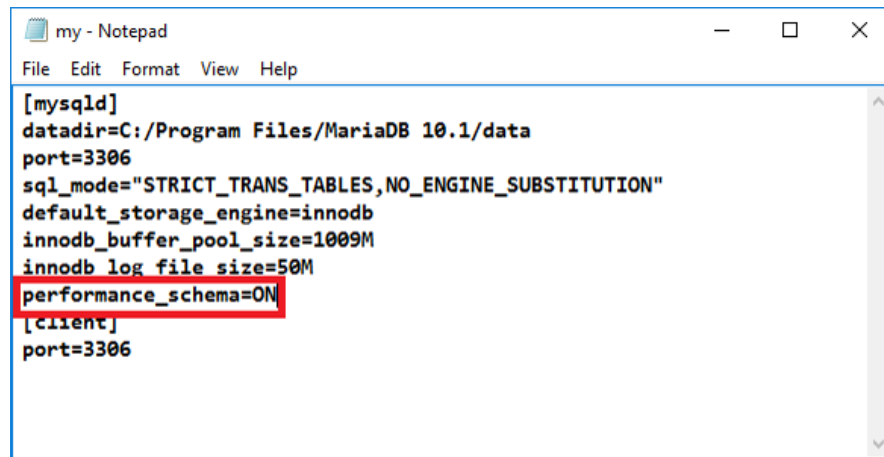 my - Notepad
File Edit Format View Help
[mysqld]
datadir=C:/Program Files/MariaDB 10.1/data
port=3306
sql_mode="STRICT_TRANS_TABLES,NO_ENGINE_SUBSTITUTION"
default_storage_engine=innodb
innodb_buffer_pool_size=1009M
innodb_log_file_size=50M
performance_schema=ON
[client]
port=3306